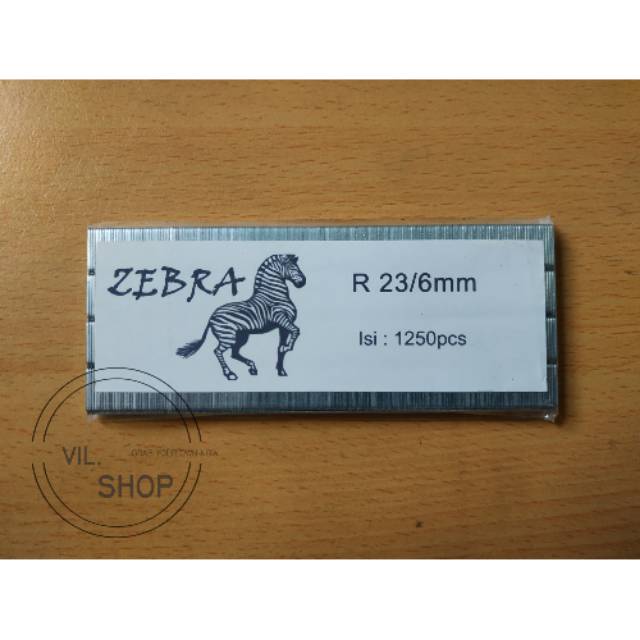 ZEBRA
R 23/6mm
Isi : 1250pcs
VIL.
SHOP